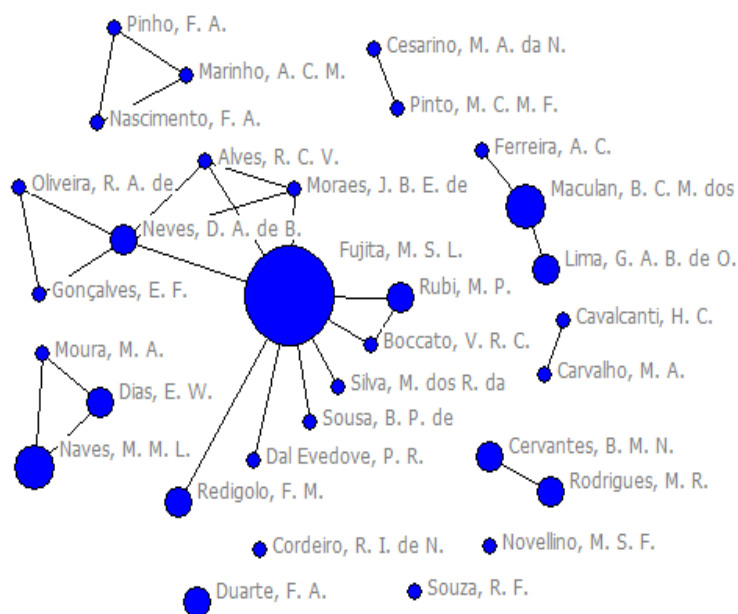 Pinho, F. A.
Cesarino, M. A. da N.
Marinho, A. C. M.
Pinto, M. C. M. F.
Nascimento, F. A.
Ferreira, A. C.
Alves, R. C. V.
Oliveira, R. A. de
Moraes, J. B. E. de
Maculan, B. C. M. dos
Neves, D. A. de B.
Fujita, M. S. L.
Lima, G. A. B. de O.
Rubi, M. P.
Gonçalves, E. F.
Cavalcanti, H. C.
Boccato, V. R. C.
Moura, M. A.
Carvalho, M. A.
Silva, M. dos R. da
Dias, E. W.
Sousa, B. P. de
Naves, M. M. L.
Cervantes, B. M. N.
Dal Evedove, P. R.
Rodrigues, M. R.
Redigolo, F. M.
Cordeiro, R. I. de N.
Novellino, M. S. F.
Duarte, F. A.
Souza, R. F.